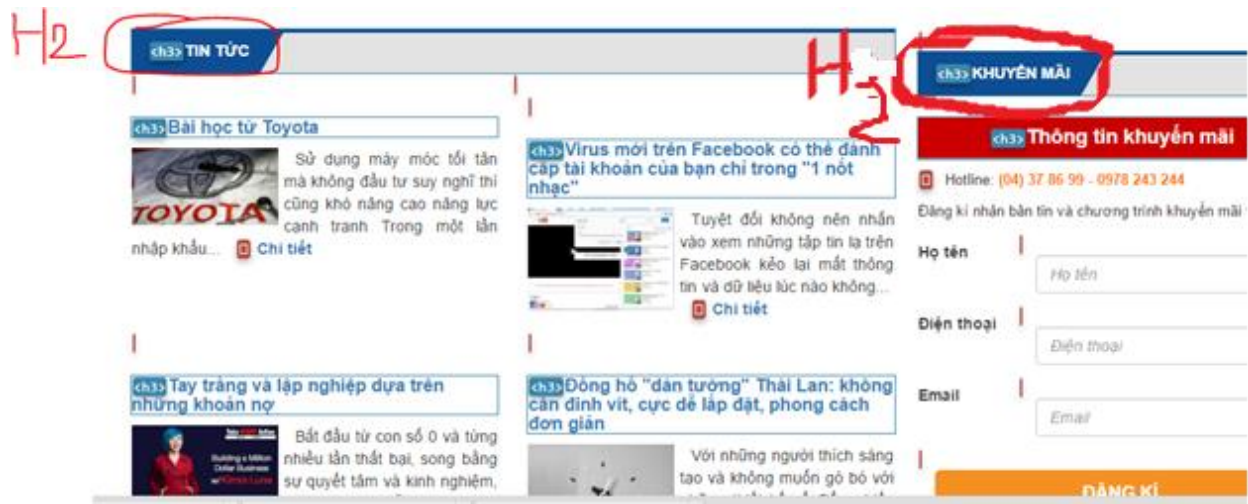 H2
<h3> TIN TỨC
<h3> Bài học từ Toyota
Sử dụng máy móc tối tân
mà không đầu tư suy nghĩ thì
cũng khó nâng cao năng lực
cạnh tranh Trong một lần
nhập khẩu... Chi tiết
TOYOTA
<h3> Virus mới trên Facebook có thể đánh
cắp tài khoản của bạn chỉ trong "1 nốt
nhạc"
Tuyệt đối không nên nhấn
vào xem những tập tin lạ trên
Facebook kẻo lại mất thông
tin và dữ liệu lúc nào không...
Chi tiết
<h3> Tay trắng và lập nghiệp dựa trên
những khoản nợ
Bắt đầu từ con số 0 và từng
nhiều lần thất bại, song bằng
sự quyết tâm và kinh nghiệm,
Building a Million
Dollar Business
<h3> Đồng hồ "dán tường" Thái Lan: không
cần đinh vít, cực dễ lắp đặt, phong cách
đơn giản
Với những người thích sáng
tạo và không muốn gò bó với
H2
<h3> KHUYẾN MÃI
<h3> Thông tin khuyến mãi
Hotline: (04) 37 86 99 - 0978 243 244
Đăng kí nhận bản tin và chương trình khuyến mãi
Họ tên
Họ tên
Điện thoại
Điện thoại
Email
Email
ĐĂNG KÍ